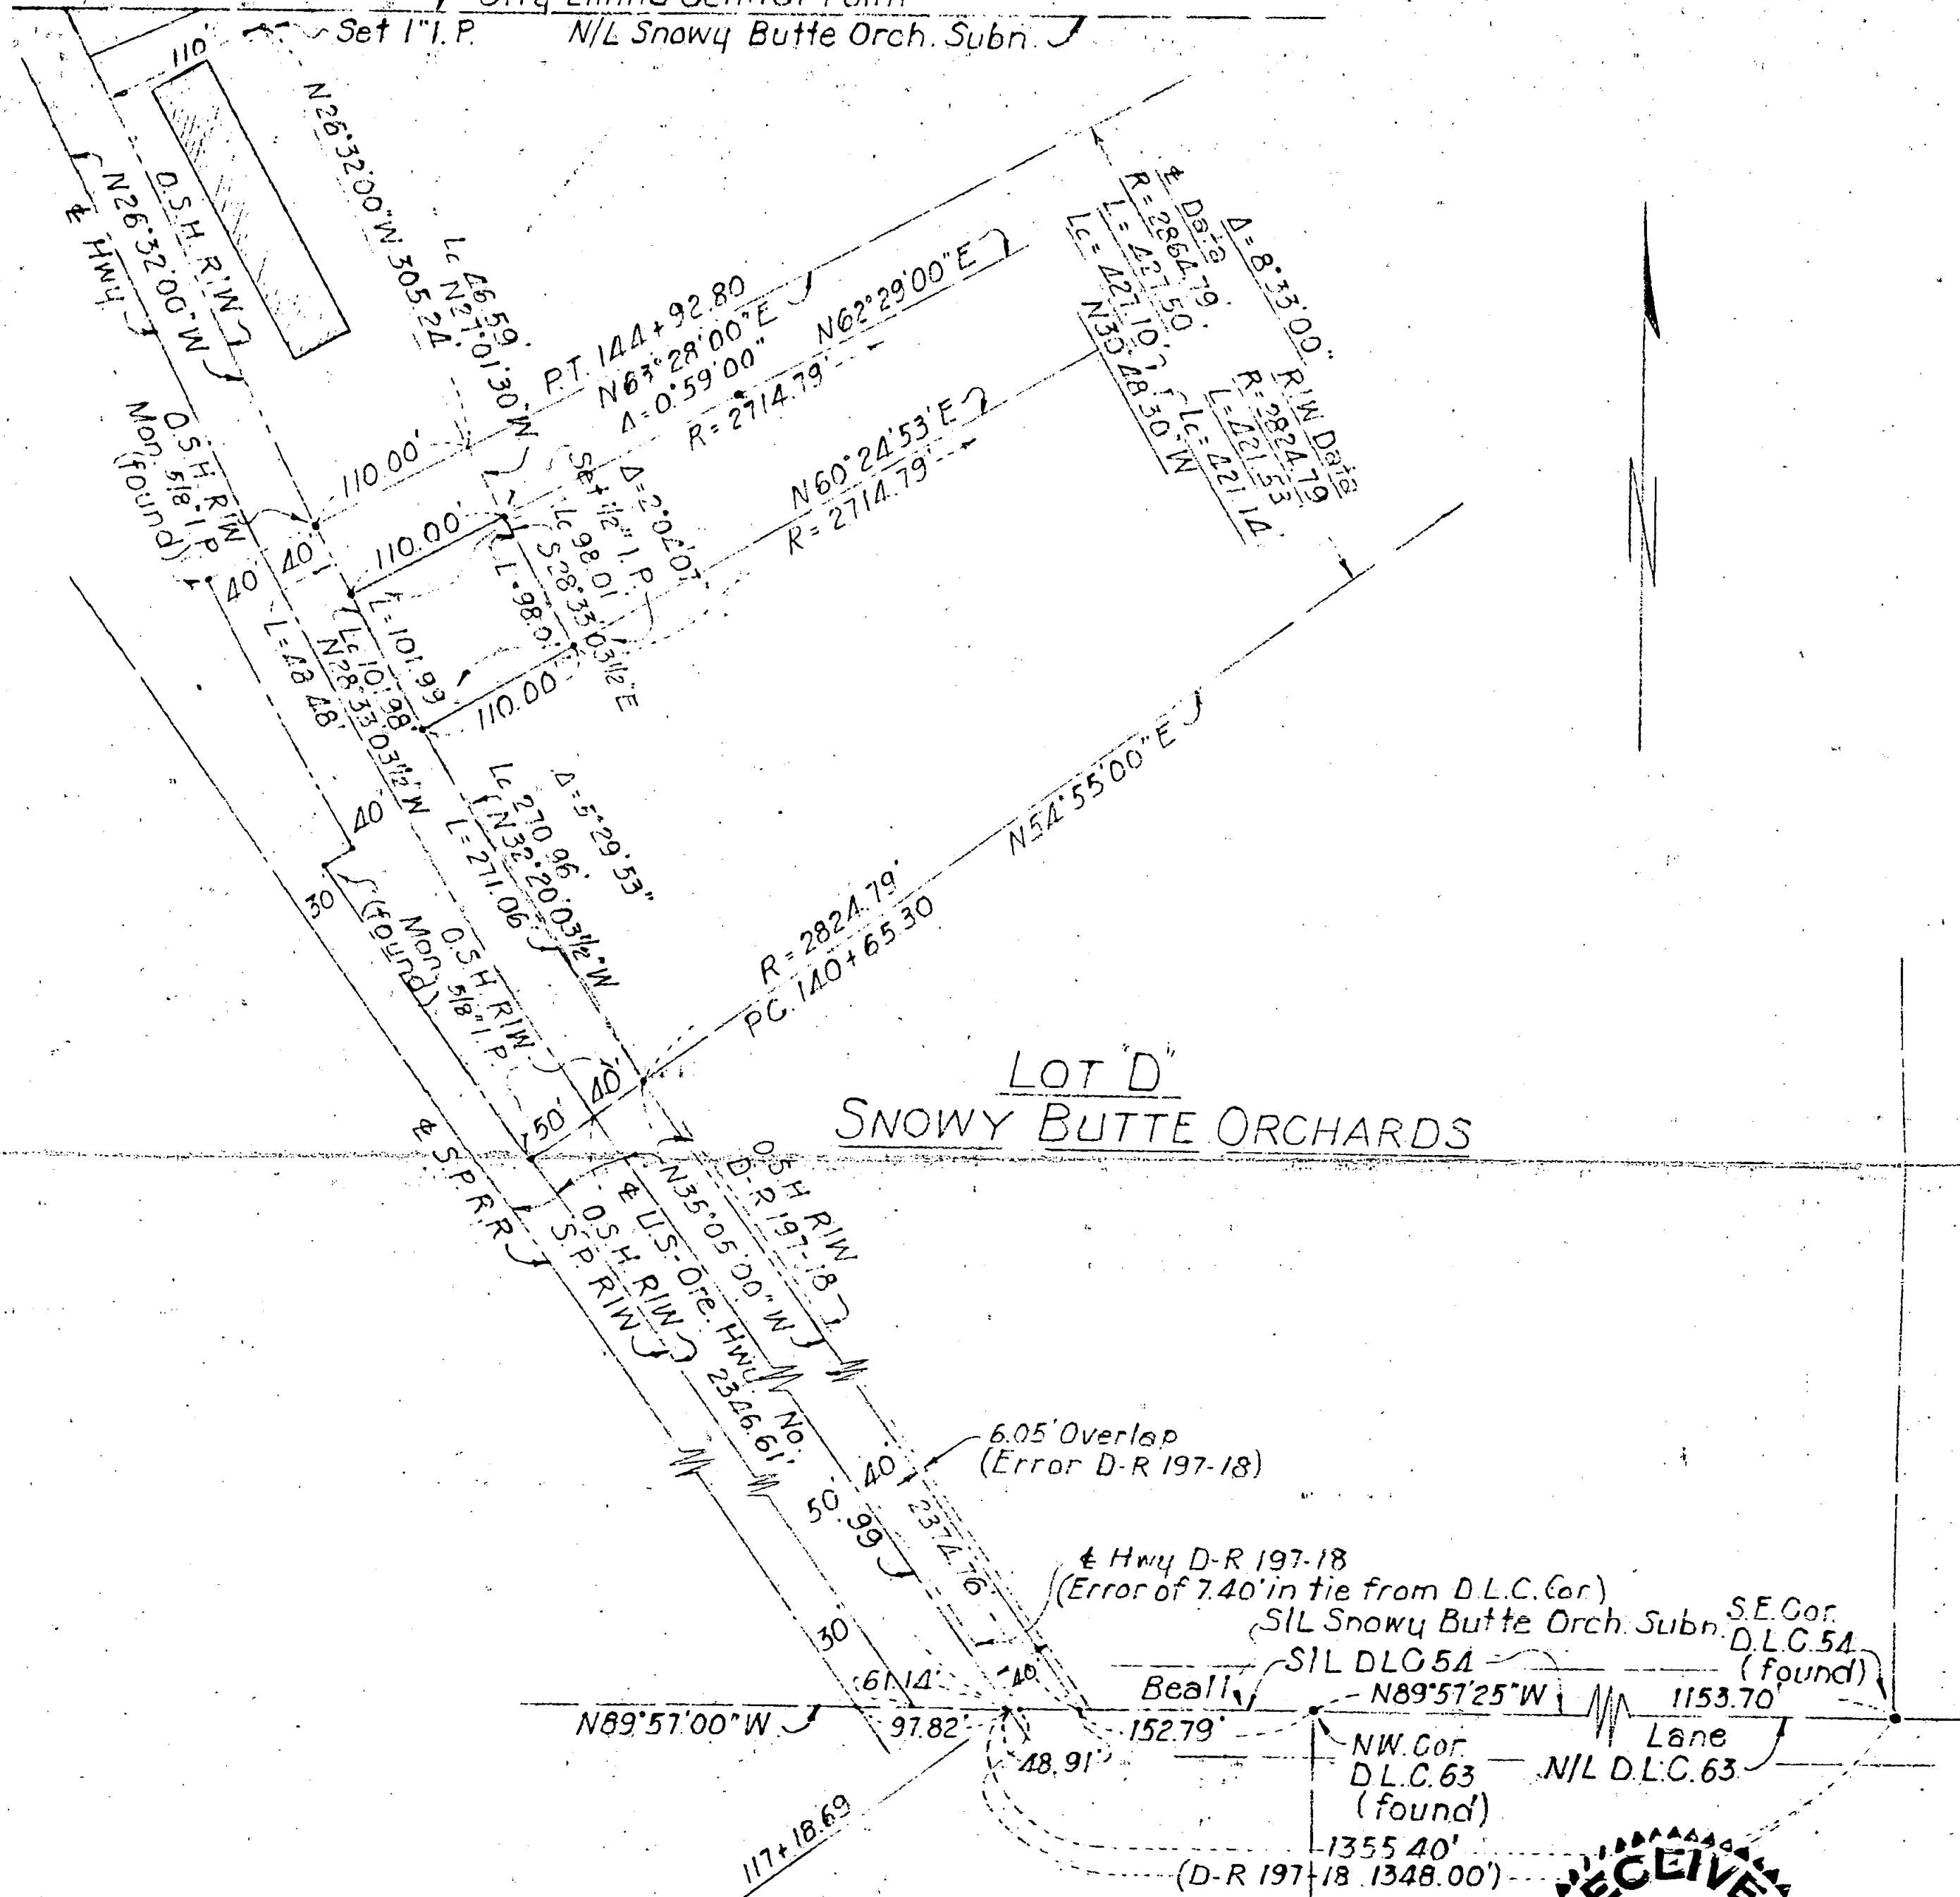 Set 1" I.P.
N/L Snowy Butte Orch. Subn.
110'
N26°32'00"W 305.24'
O.S.H. R/W
N26°32'00"W
℄ HWY
Lc 46.59'
N27°01'30"W
P.T. 144+92.80
N63°28'00"E
Δ=0°59'00"
N62°29'00"E
R=2714.79'
℄ Data
Δ=8°33'00"
R=2864.79'
L=427.50'
Lc=427.10'
N30°48'30"W
R/W Data
R=2824.79
L=421.53
Lc=421.14'
O.S.H. R/W
Mon. 5/8" I.P.
(found)
110.00'
40'
40'
110.00'
Set 1/2" I.P.
Δ=2°04'07"
Lc 98.01'
S28°33'03 1/2"E
L=98.01'
N60°24'53"E
R=2714.79'
L=101.99'
Lc 101.98'
N28°33'03 1/2"W
L=48.48'
110.00'
40'
30'
(found)
Mon. 5/8" I.P.
O.S.H. R/W
Δ=5°29'53"
Lc 270.96'
N32°20'03 1/2"W
L=271.06'
N54°55'00"E
R=2824.79'
P.C. 140+65.30
LOT "D"
SNOWY BUTTE ORCHARDS
50'
40'
℄ S.P.R.R.
S.P. R/W
O.S.H. R/W
℄ U.S.-Ore. Hwy. No. 99
2346.61'
N35°05'00"W
O.S.H. R/W
D-R 197-18
6.05' Overlap
(Error D-R 197-18)
40'
50'
2374.76'
℄ Hwy D-R 197-18
(Error of 7.40' in tie from D.L.C. Cor.)
S/L Snowy Butte Orch. Subn.
S.E. Cor.
D.L.C. 54
(found)
S/L DLC 54
30'
61.14'
40'
Beall
N89°57'25"W
1153.70'
N89°57'00"W
97.82'
48.91'
152.79'
Lane
NW. Cor.
D.L.C. 63
(found)
N/L D.L.C. 63
117+18.69
1355.40'
(D-R 197-18 1348.00')